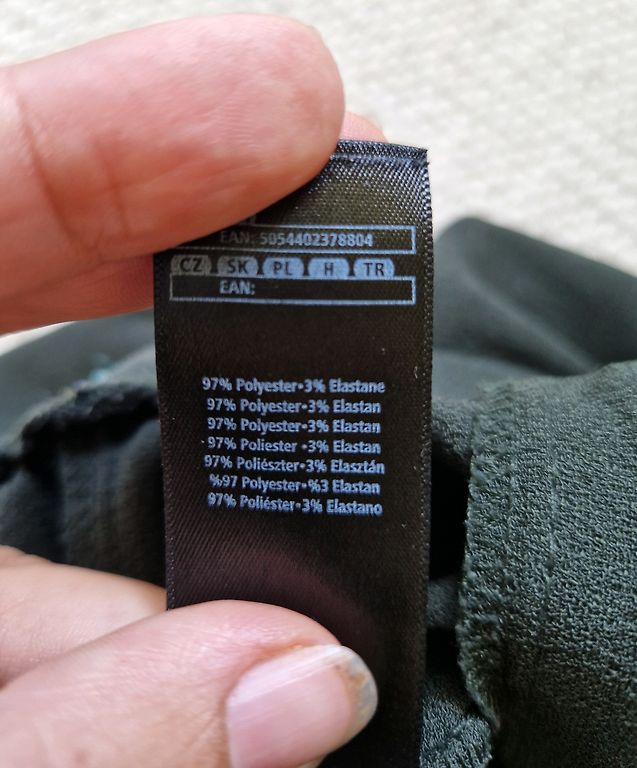 EAN: 5054402378804
CZ SK PL H TR
EAN:
97% Polyester•3% Elastane
97% Polyester•3% Elastan
97% Polyester•3% Elastan
97% Poliester •3% Elastan
97% Poliészter•3% Elasztán
%97 Polyester•%3 Elastan
97% Poliéster•3% Elastano